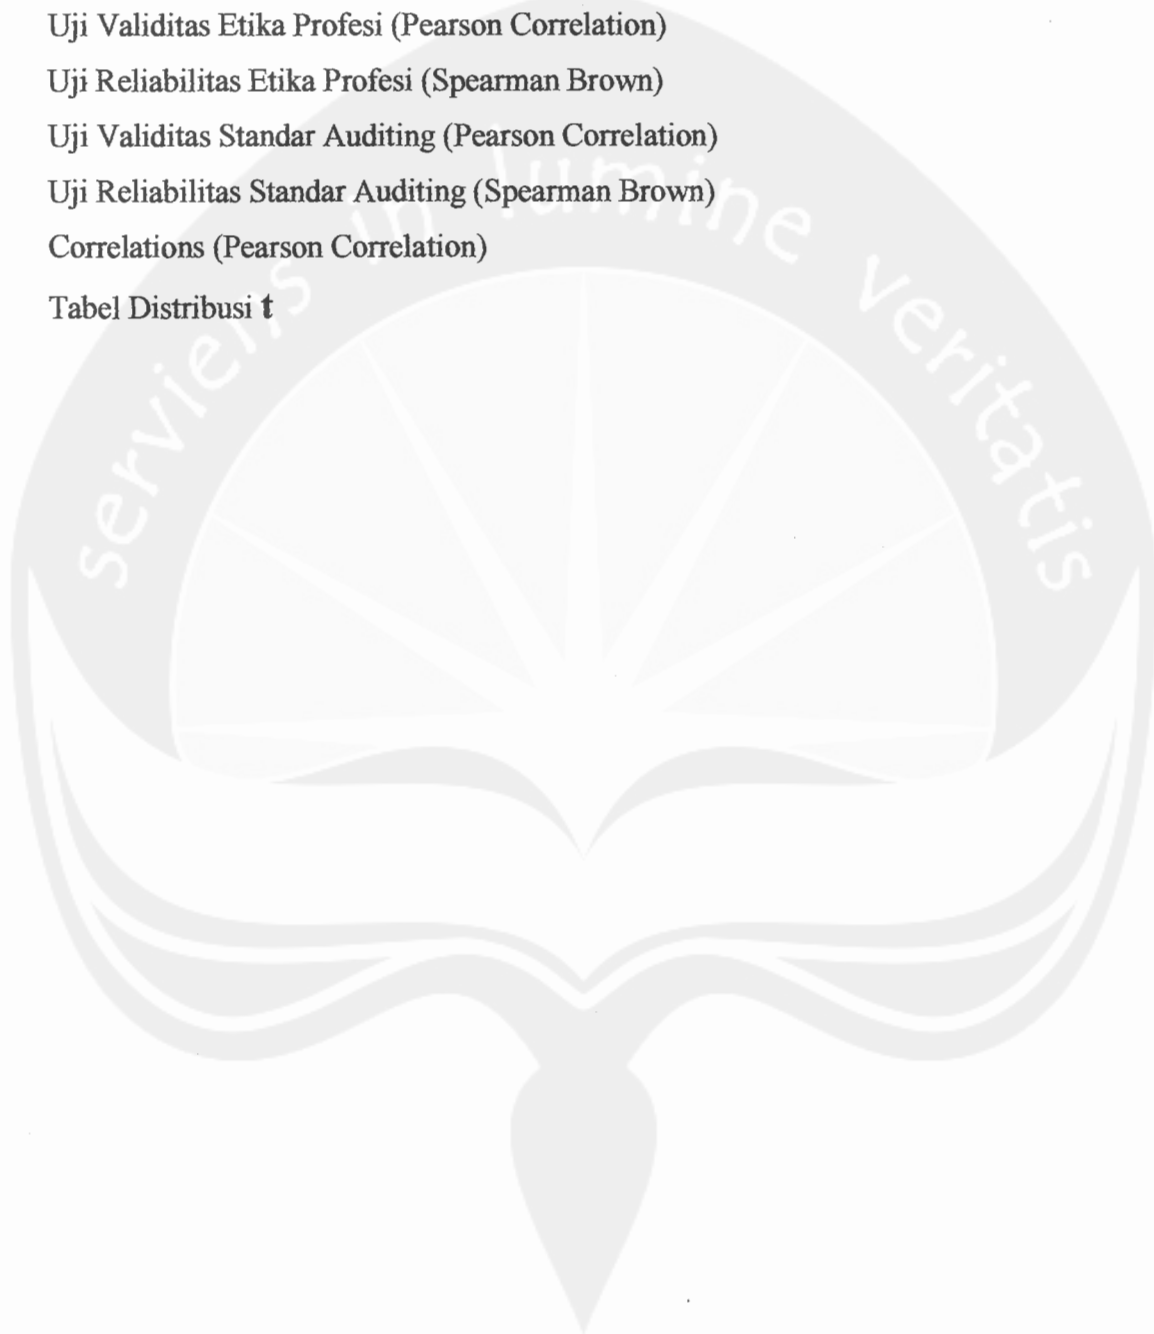 Uji Validitas Etika Profesi (Pearson Correlation)
Uji Reliabilitas Etika Profesi (Spearman Brown)
Uji Validitas Standar Auditing (Pearson Correlation)
Uji Reliabilitas Standar Auditing (Spearman Brown)
Correlations (Pearson Correlation)
Tabel Distribusi t
serviens in lumine veritatis